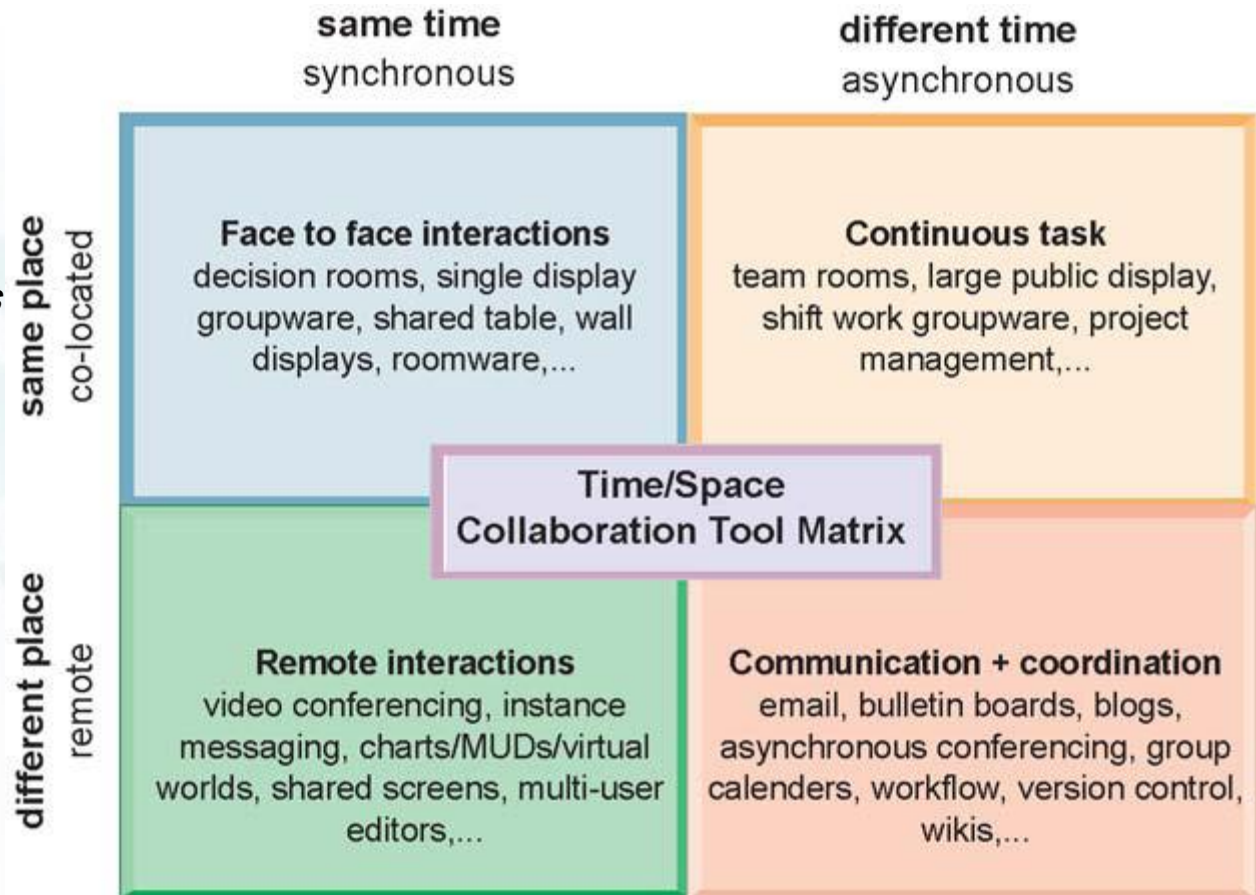 same time
synchronous
different time
asynchronous
same place
co-located
Face to face interactions
decision rooms, single display
groupware, shared table, wall
displays, roomware,...
Continuous task
team rooms, large public display,
shift work groupware, project
management,...
Time/Space
Collaboration Tool Matrix
different place
remote
Remote interactions
video conferencing, instance
messaging, charts/MUDs/virtual
worlds, shared screens, multi-user
editors,...
Communication + coordination
email, bulletin boards, blogs,
asynchronous conferencing, group
calenders, workflow, version control,
wikis,...